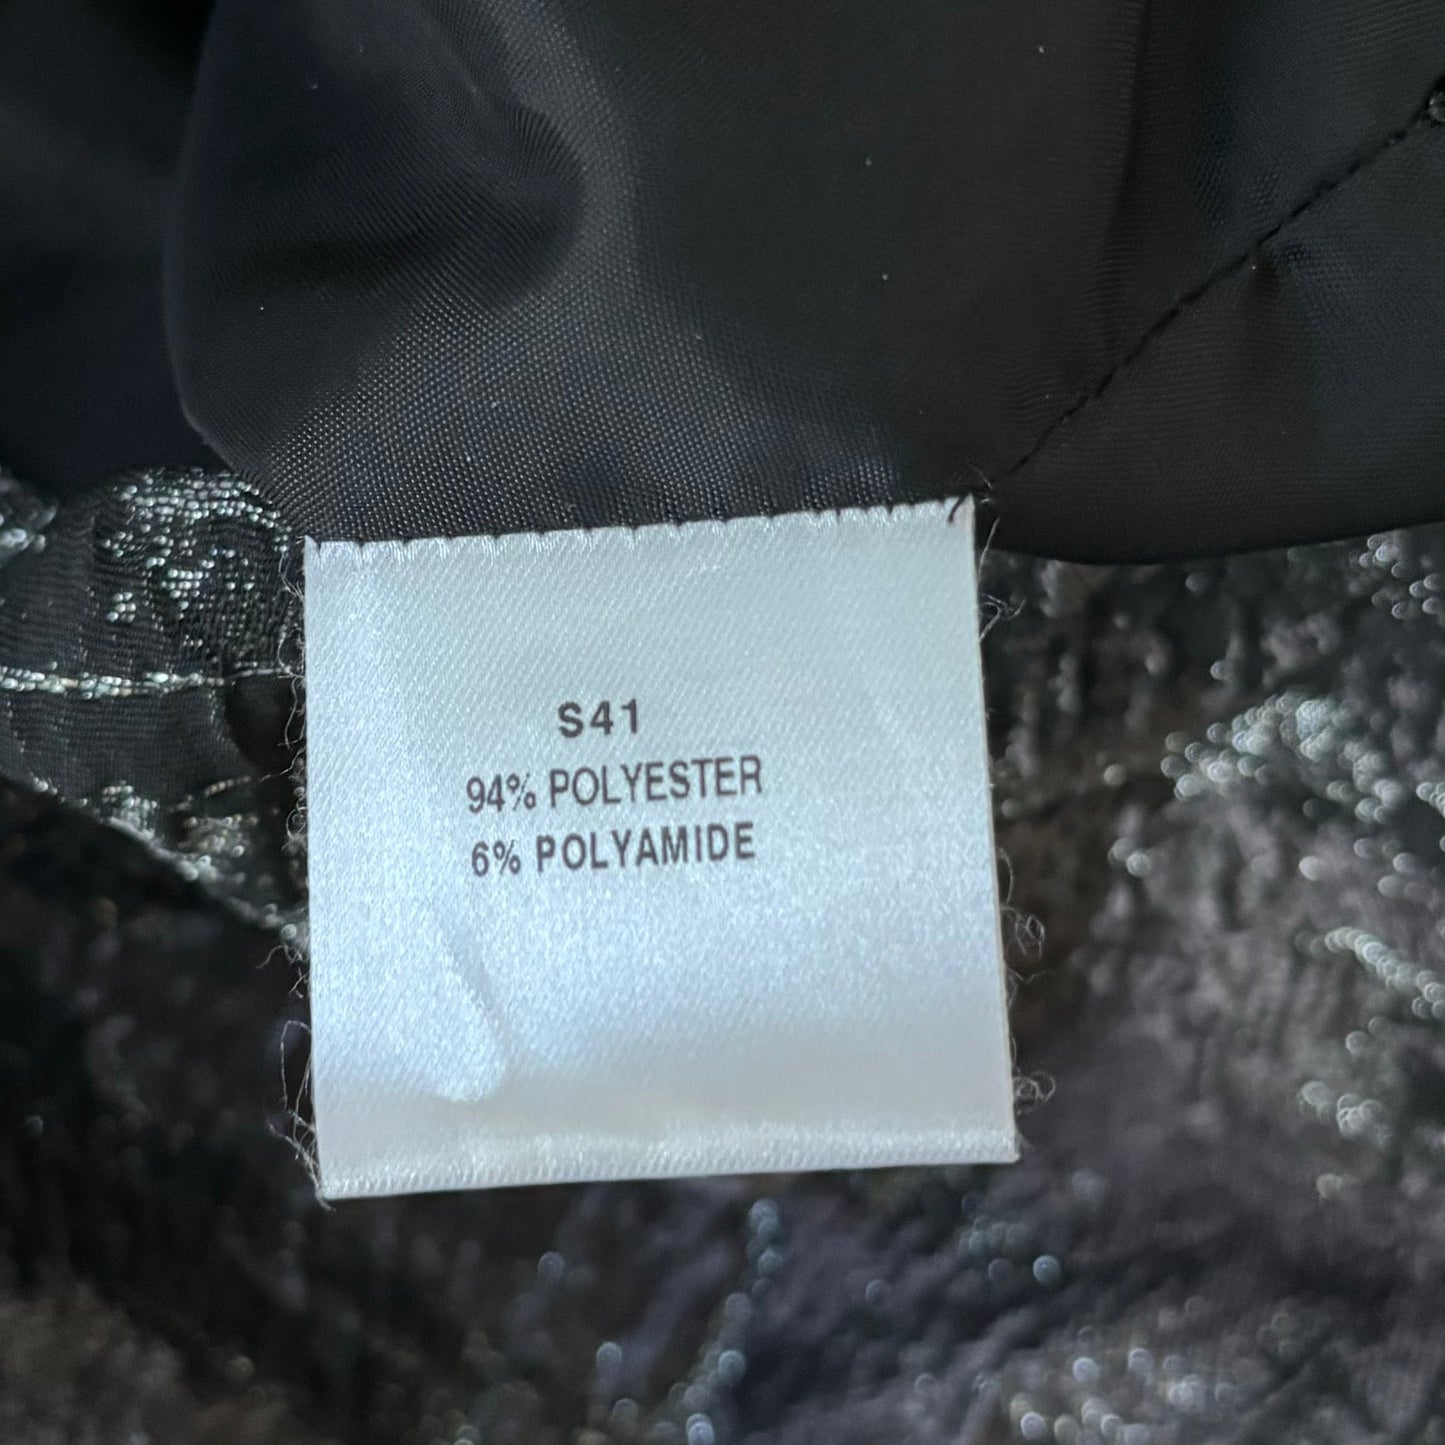 S41
94% POLYESTER
6% POLYAMIDE